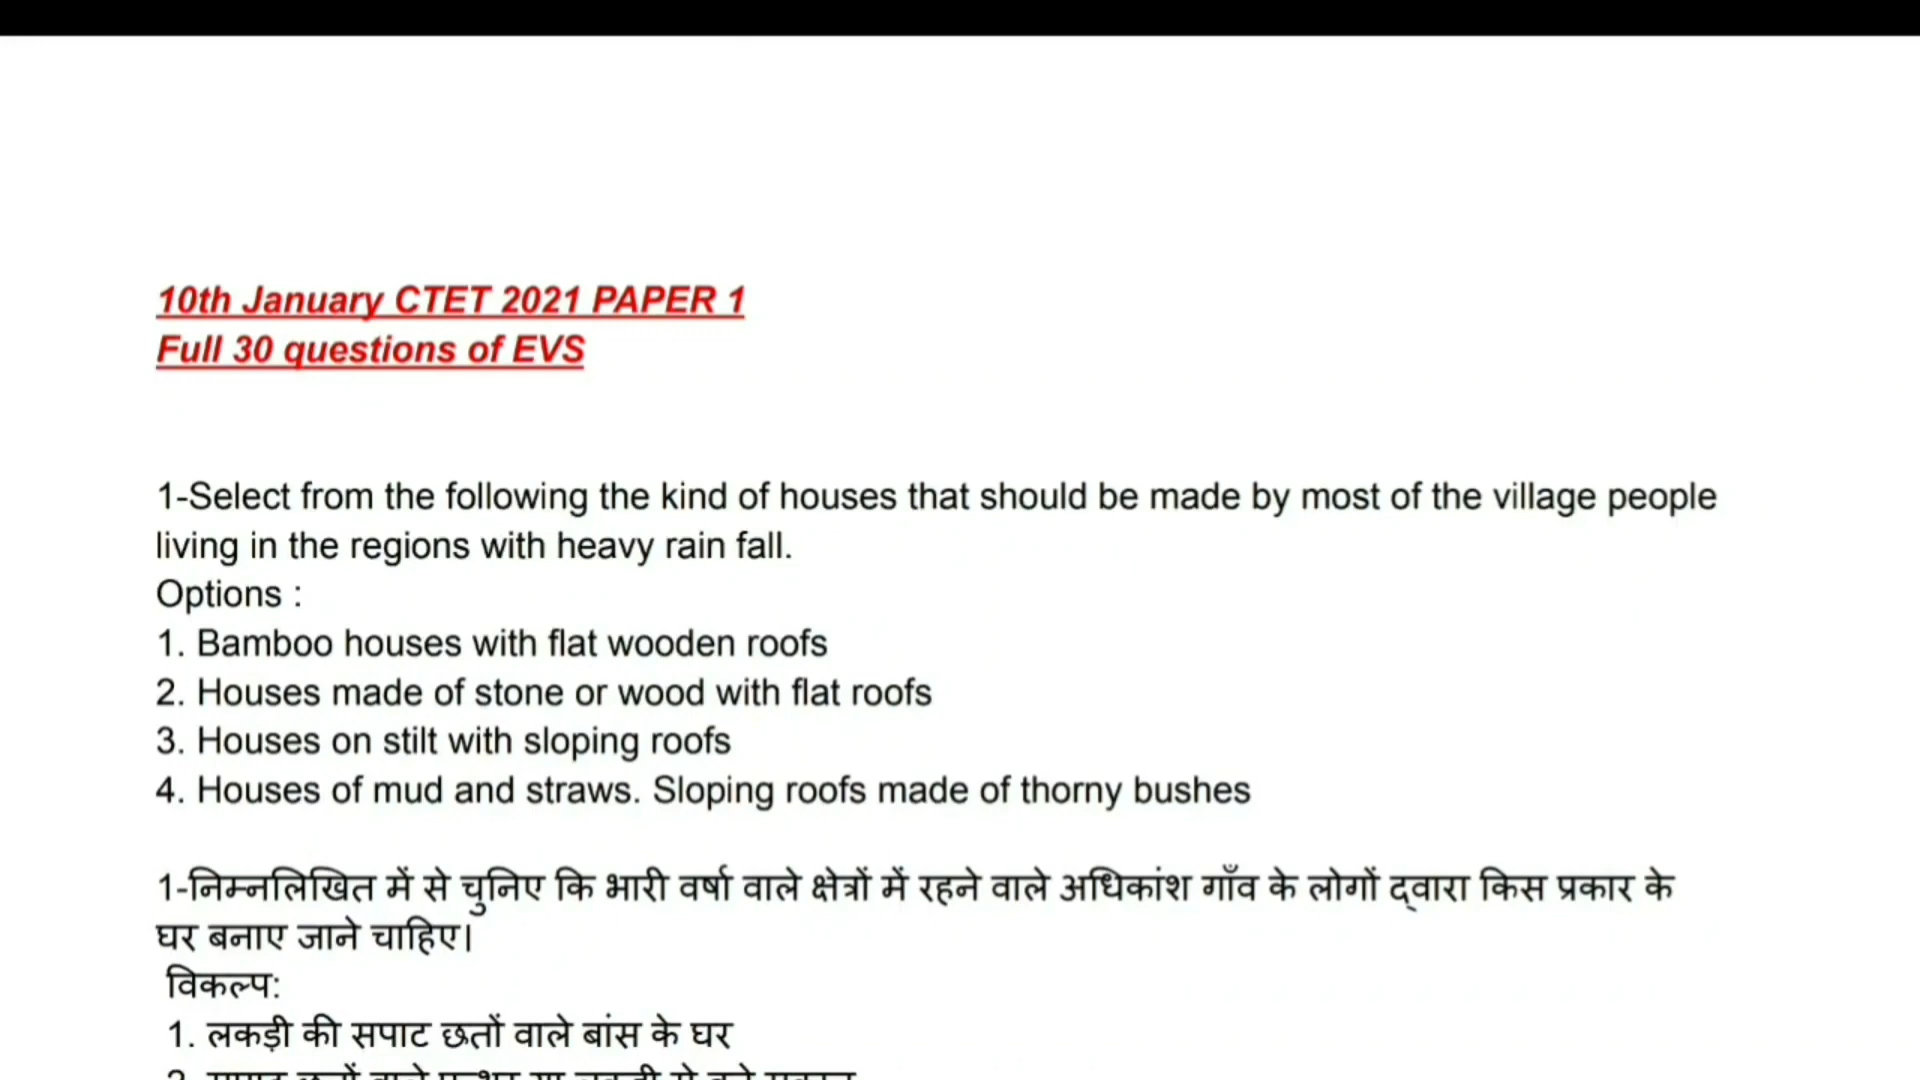 10th January CTET 2021 PAPER 1
Full 30 questions of EVS
1-Select from the following the kind of houses that should be made by most of the village people
living in the regions with heavy rain fall.
Options :
1. Bamboo houses with flat wooden roofs
2. Houses made of stone or wood with flat roofs
3. Houses on stilt with sloping roofs
4. Houses of mud and straws. Sloping roofs made of thorny bushes
1-निम्नलिखित में से चुनिए कि भारी वर्षा वाले क्षेत्रों में रहने वाले अधिकांश गाँव के लोगों द्वारा किस प्रकार के
घर बनाए जाने चाहिए।
विकल्प:
1. लकड़ी की सपाट छतों वाले बांस के घर